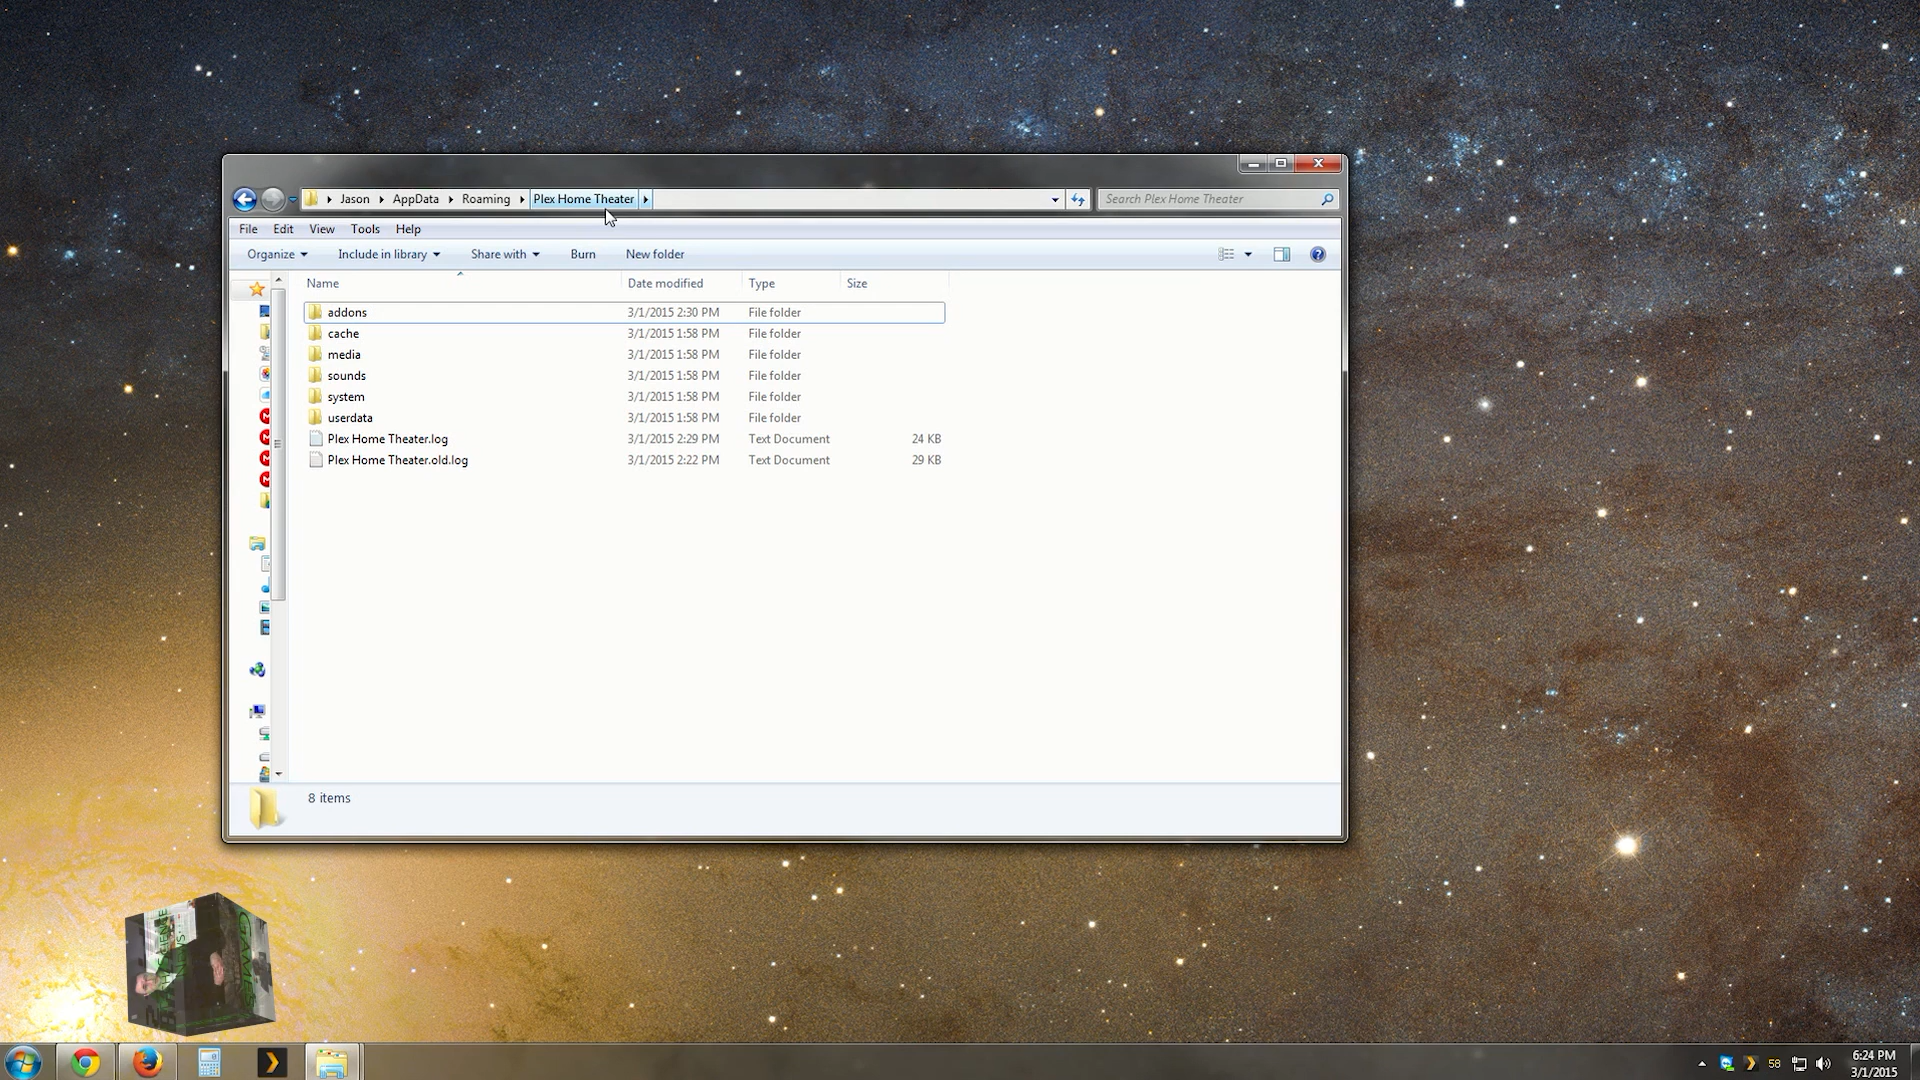 Jason AppData Roaming Plex Home Theater Search Plex Home Theater
File Edit View Tools Help
Organize Include in library Share with Burn New folder
Name Date modified Type Size
addons 3/1/2015 2:30 PM File folder
cache 3/1/2015 1:58 PM File folder
media 3/1/2015 1:58 PM File folder
sounds 3/1/2015 1:58 PM File folder
system 3/1/2015 1:58 PM File folder
userdata 3/1/2015 1:58 PM File folder
Plex Home Theater.log 3/1/2015 2:29 PM Text Document 24 KB
Plex Home Theater.old.log 3/1/2015 2:22 PM Text Document 29 KB
8 items
GAMES
58 6:24 PM
3/1/2015